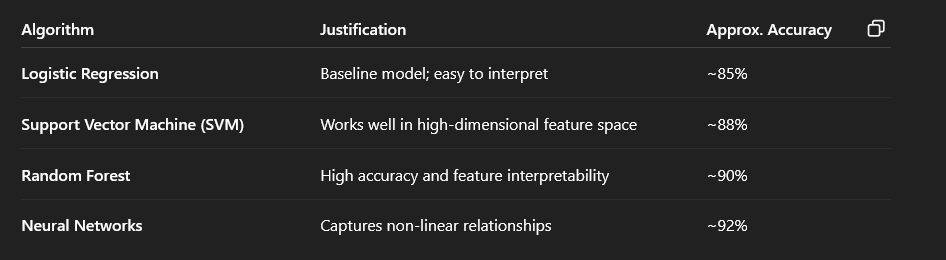 Algorithm Justification Approx. Accuracy
Logistic Regression Baseline model; easy to interpret ~85%
Support Vector Machine (SVM) Works well in high-dimensional feature space ~88%
Random Forest High accuracy and feature interpretability ~90%
Neural Networks Captures non-linear relationships ~92%